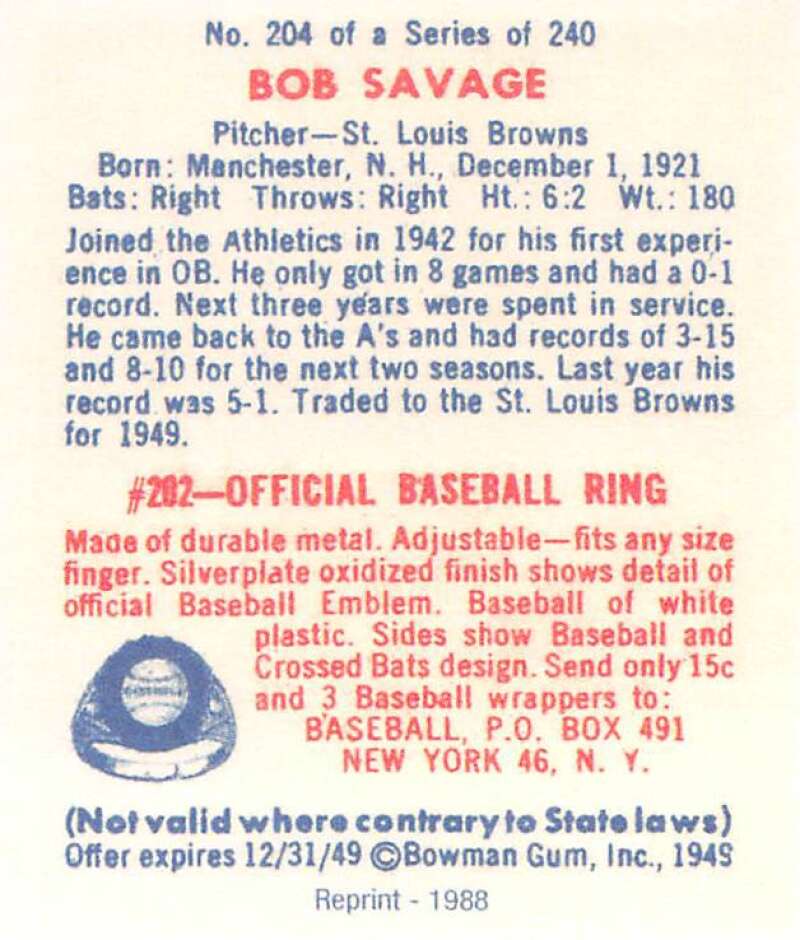 No. 204 of a Series of 240
BOB SAVAGE
Pitcher—St. Louis Browns
Born: Manchester, N. H., December 1, 1921
Bats: Right Throws: Right Ht.: 6:2 Wt.: 180
Joined the Athletics in 1942 for his first experi-
ence in OB. He only got in 8 games and had a 0-1
record. Next three years were spent in service.
He came back to the A's and had records of 3-15
and 8-10 for the next two seasons. Last year his
record was 5-1. Traded to the St. Louis Browns
for 1949.
#202—OFFICIAL BASEBALL RING
Made of durable metal. Adjustable—fits any size
finger. Silverplate oxidized finish shows detail of
official Baseball Emblem. Baseball of white
plastic. Sides show Baseball and
Crossed Bats design. Send only 15c
and 3 Baseball wrappers to:
BASEBALL, P.O. BOX 491
NEW YORK 46, N. Y.
(Not valid where contrary to State laws)
Offer expires 12/31/49 ©Bowman Gum, Inc., 1949
Reprint - 1988